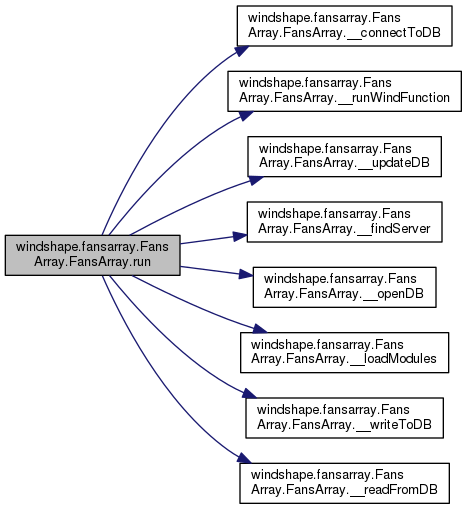 windshape.fansarray.Fans
Array.FansArray.__connectToDB
windshape.fansarray.Fans
Array.FansArray.__runWindFunction
windshape.fansarray.Fans
Array.FansArray.__updateDB
windshape.fansarray.Fans
Array.FansArray.__findServer
windshape.fansarray.Fans
Array.FansArray.run
windshape.fansarray.Fans
Array.FansArray.__openDB
windshape.fansarray.Fans
Array.FansArray.__loadModules
windshape.fansarray.Fans
Array.FansArray.__writeToDB
windshape.fansarray.Fans
Array.FansArray.__readFromDB